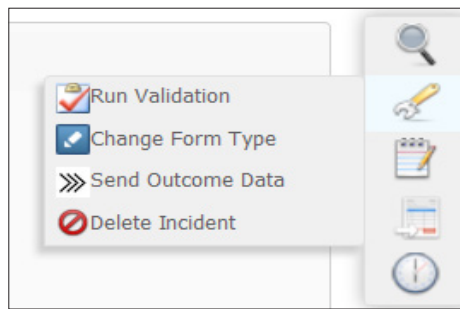 Run Validation
Change Form Type
Send Outcome Data
Delete Incident